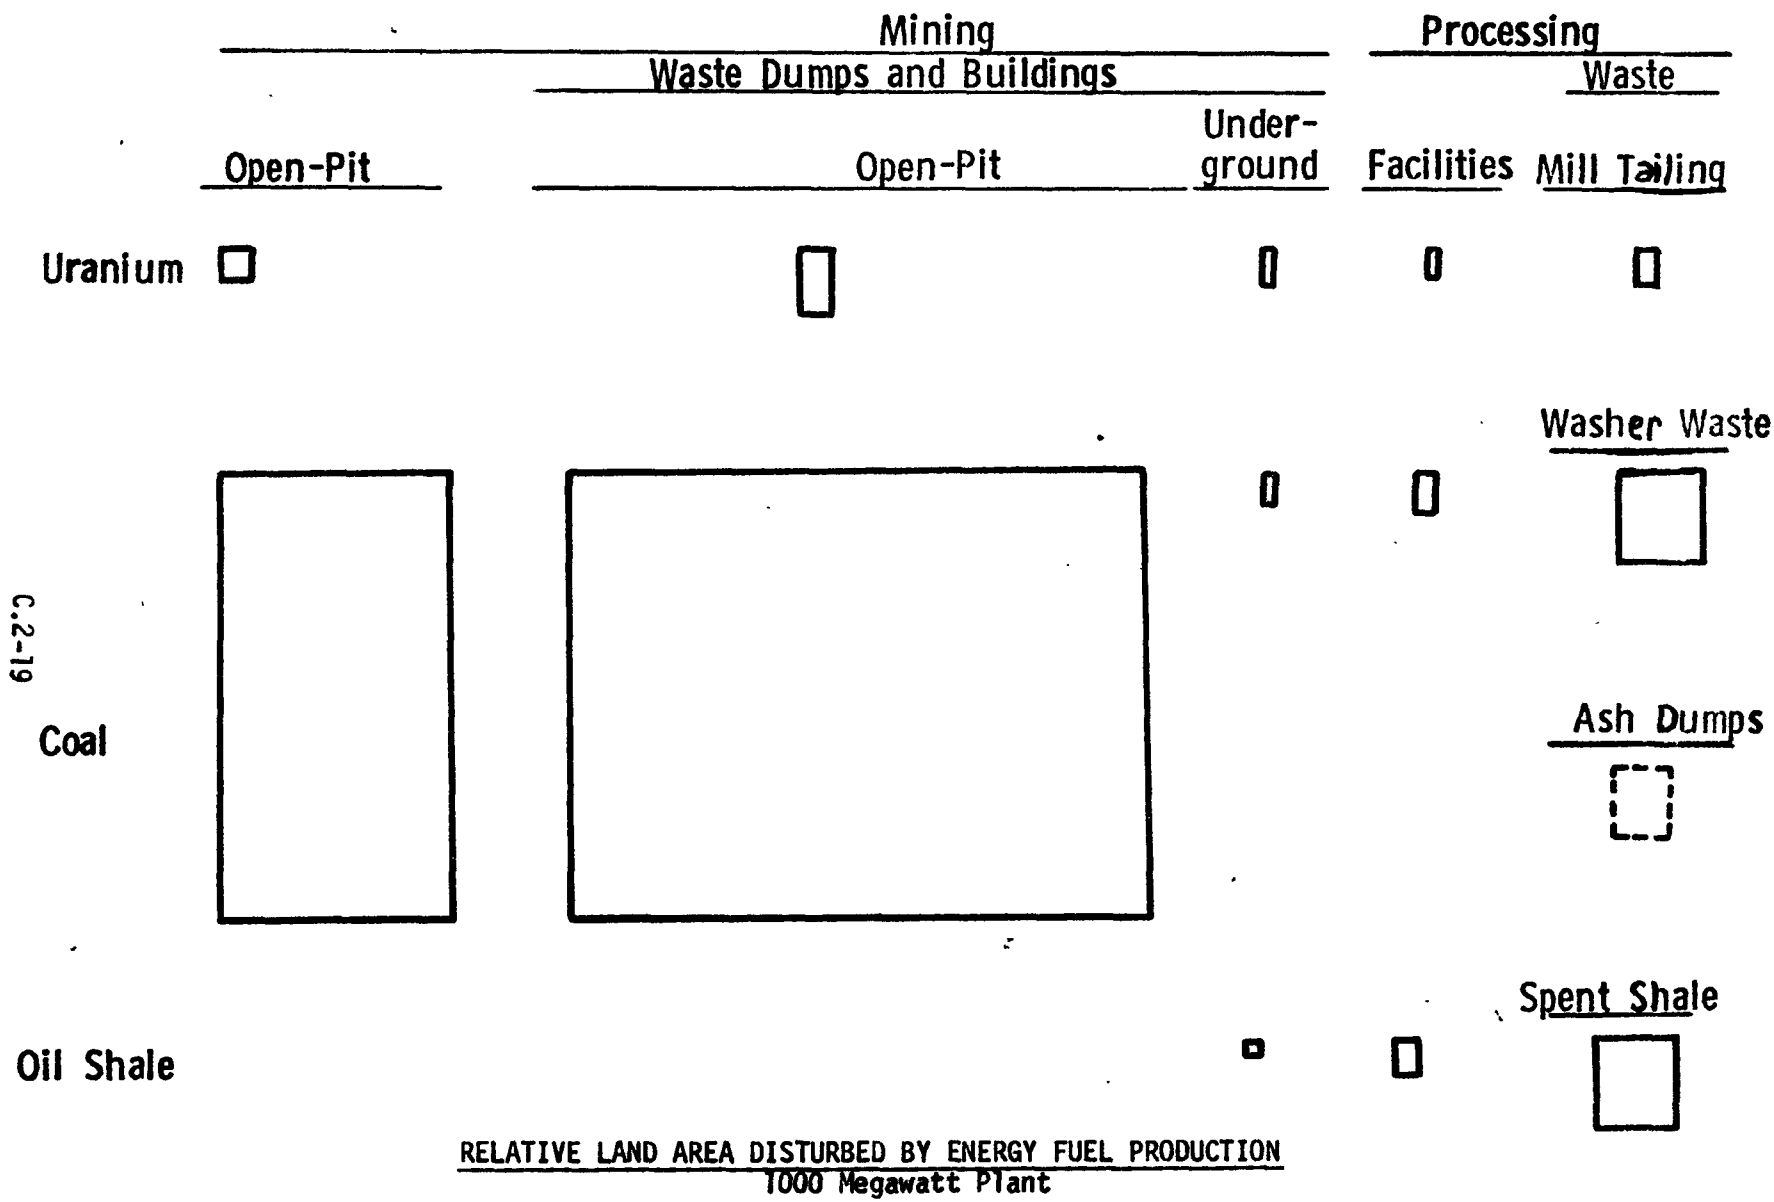 Mining
Processing
Waste Dumps and Buildings
Waste
Open-Pit
Open-Pit
Under-
ground
Facilities
Mill Tailing
Uranium
Washer Waste
Coal
Ash Dumps
Spent Shale
Oil Shale
RELATIVE LAND AREA DISTURBED BY ENERGY FUEL PRODUCTION
1000 Megawatt Plant
C.2-19